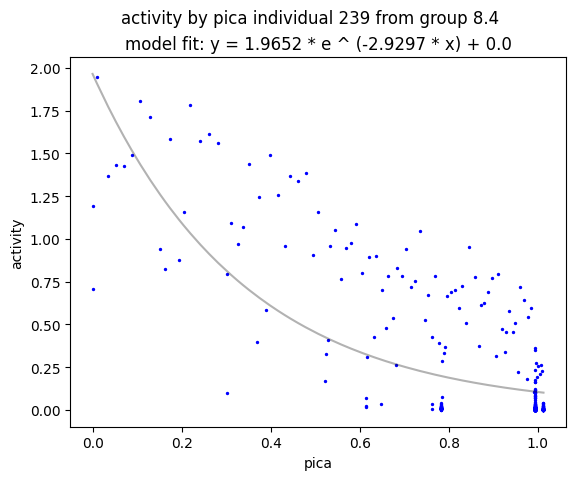 activity by pica individual 239 from group 8.4
model fit: y = 1.9652 * e ^ (-2.9297 * x) + 0.0
2.00
1.75
1.50
1.25
1.00
0.75
0.50
0.25
0.00
activity
0.0 0.2 0.4 0.6 0.8 1.0
pica